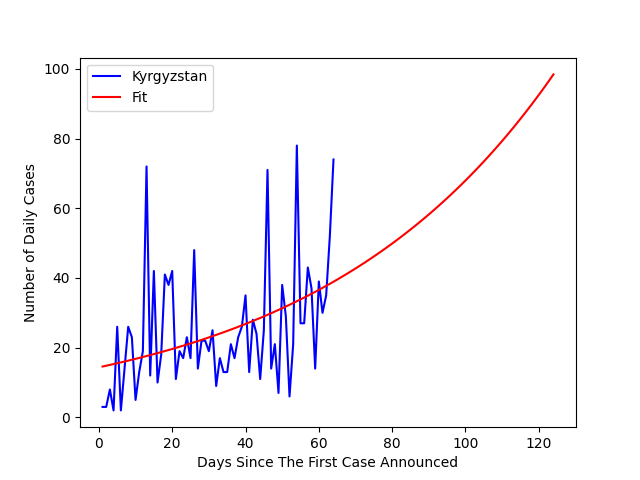 Kyrgyzstan
Fit
100
80
60
40
20
0
Number of Daily Cases
0 20 40 60 80 100 120
Days Since The First Case Announced